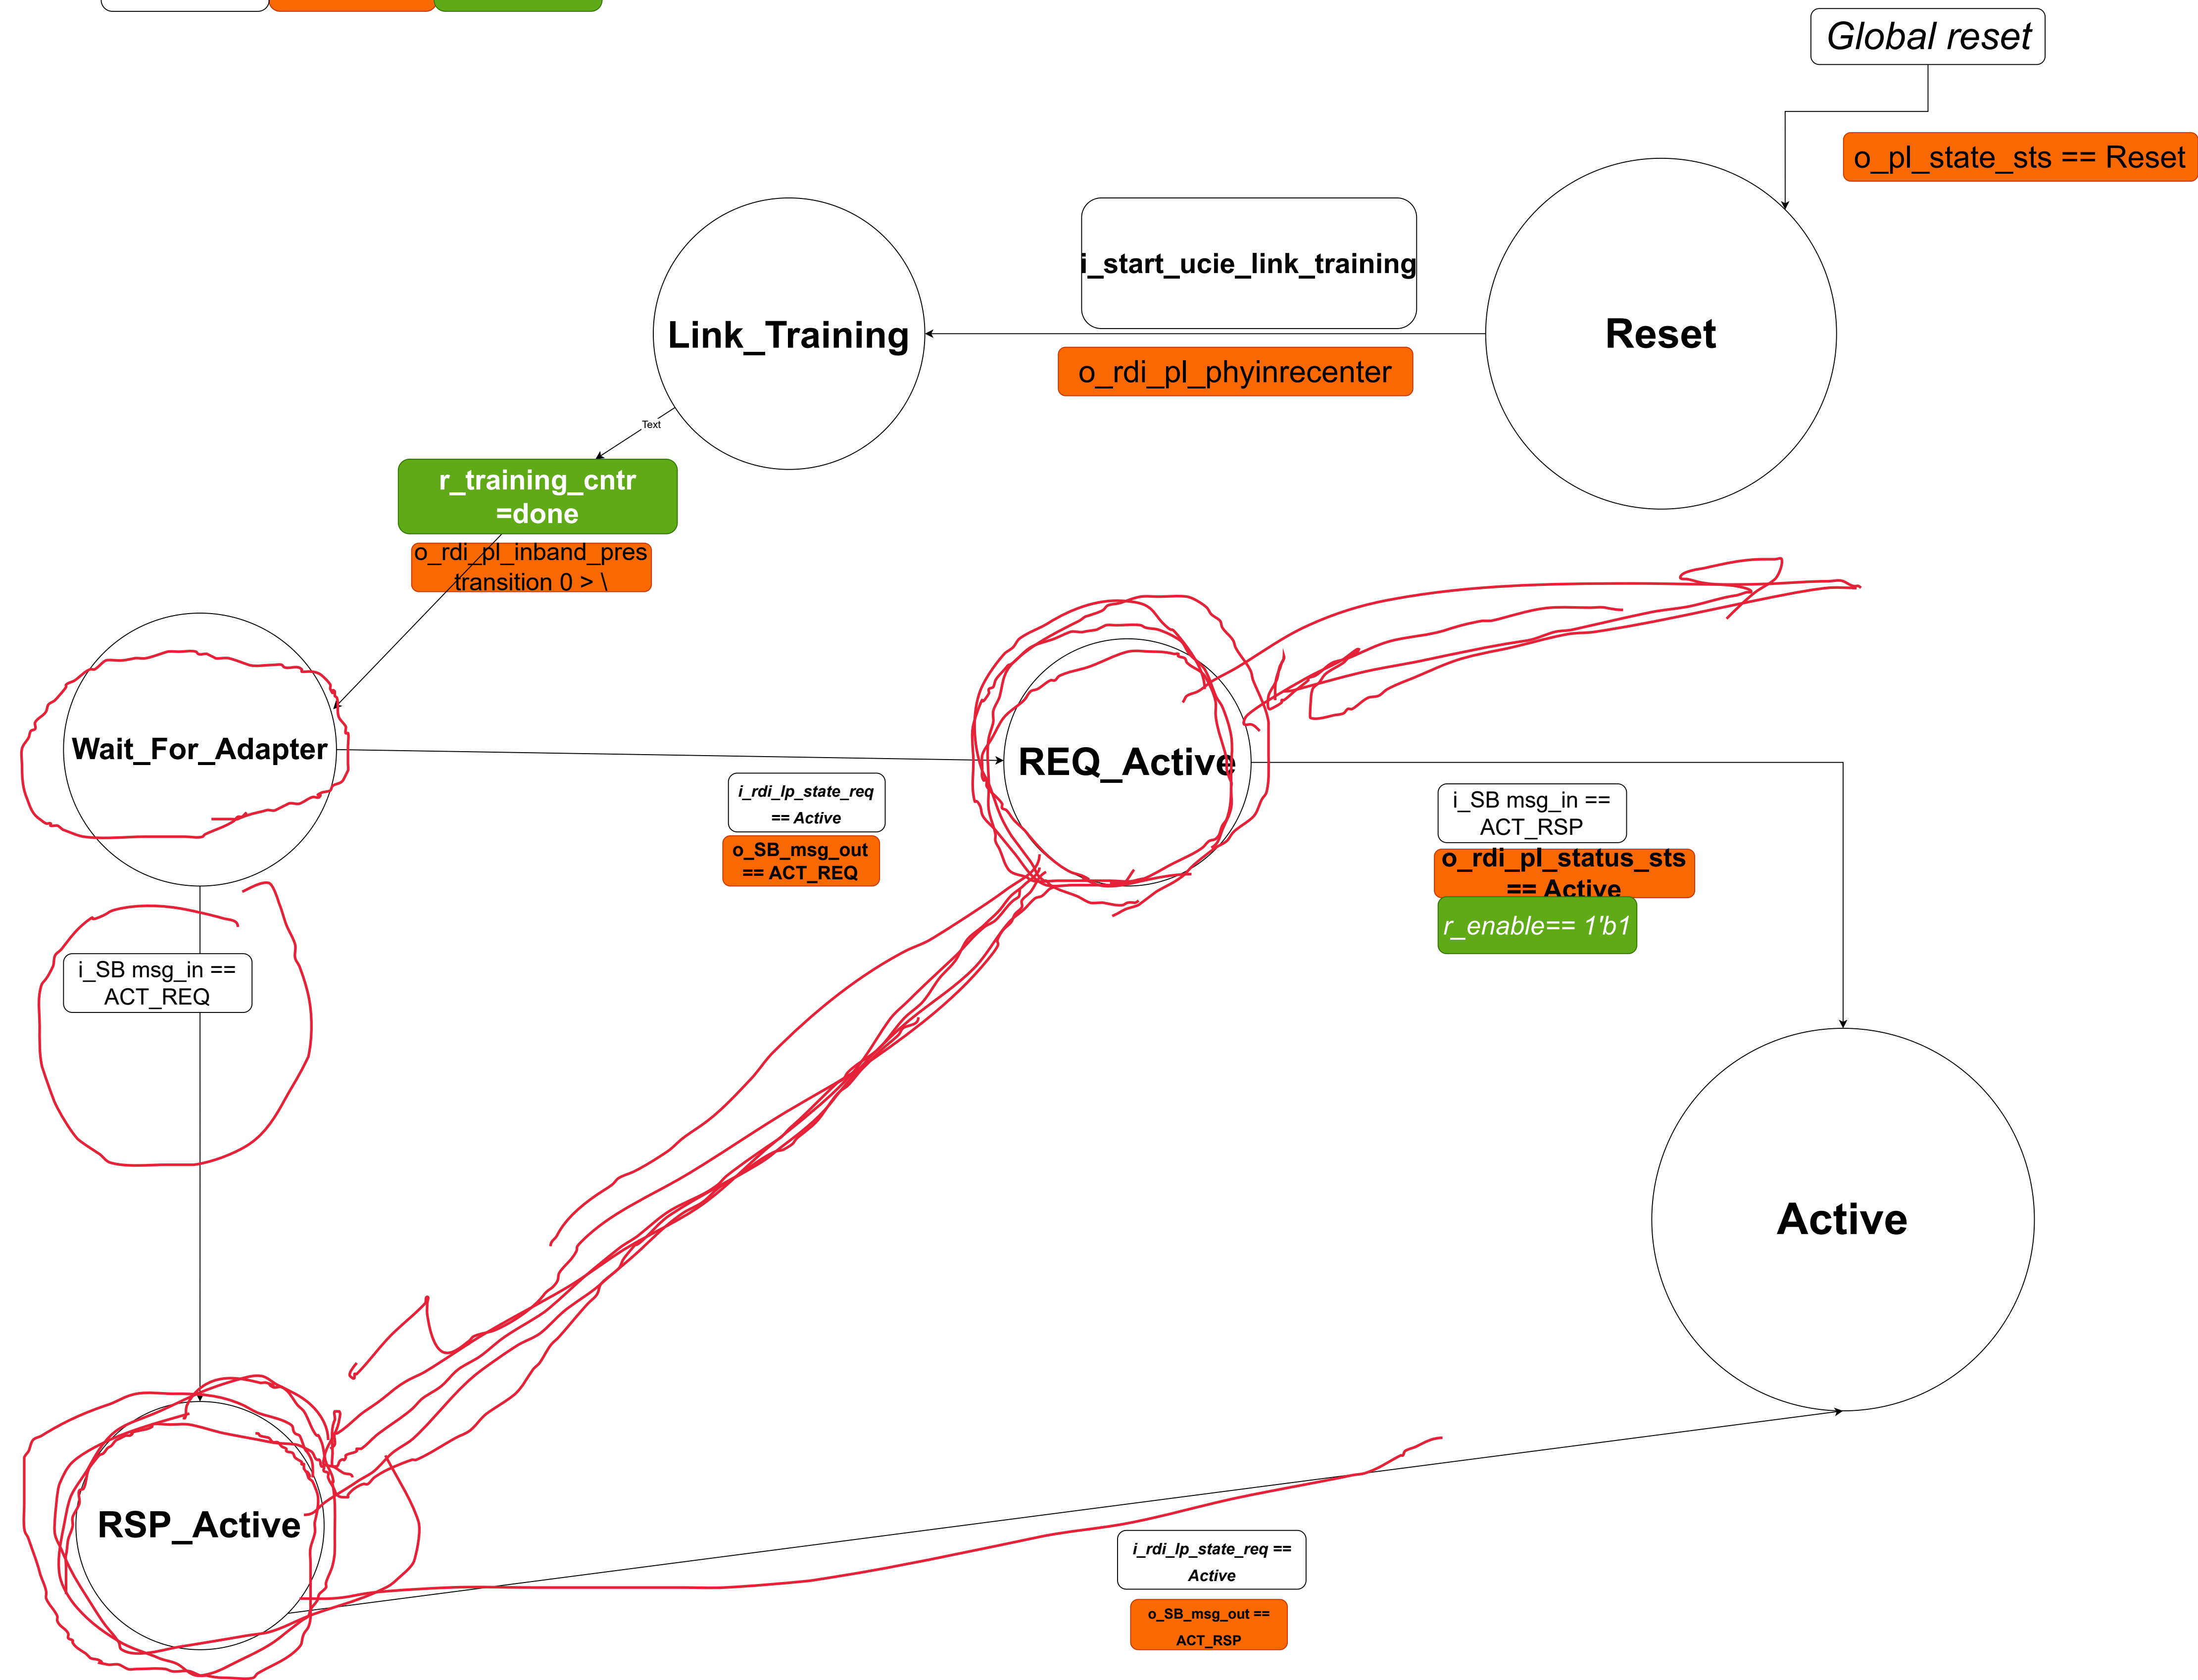 Global reset
o_pl_state_sts == Reset
i_start_ucie_link_training
Link_Training
Reset
o_rdi_pl_phyinrecenter
Text
r_training_cntr
=done
o_rdi_pl_inband_pres
transition 0 > \
Wait_For_Adapter
REQ_Active
i_rdi_lp_state_req
== Active
o_SB_msg_out
== ACT_REQ
i_SB msg_in ==
ACT_RSP
o_rdi_pl_status_sts
== Active
r_enable== 1'b1
i_SB msg_in ==
ACT_REQ
Active
RSP_Active
i_rdi_lp_state_req ==
Active
o_SB_msg_out ==
ACT_RSP